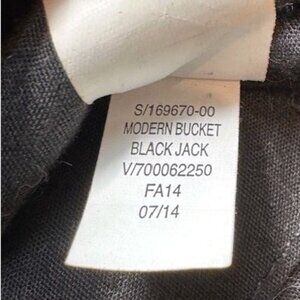 S/169670-00
MODERN BUCKET
BLACK JACK
V/700062250
FA14
07/14